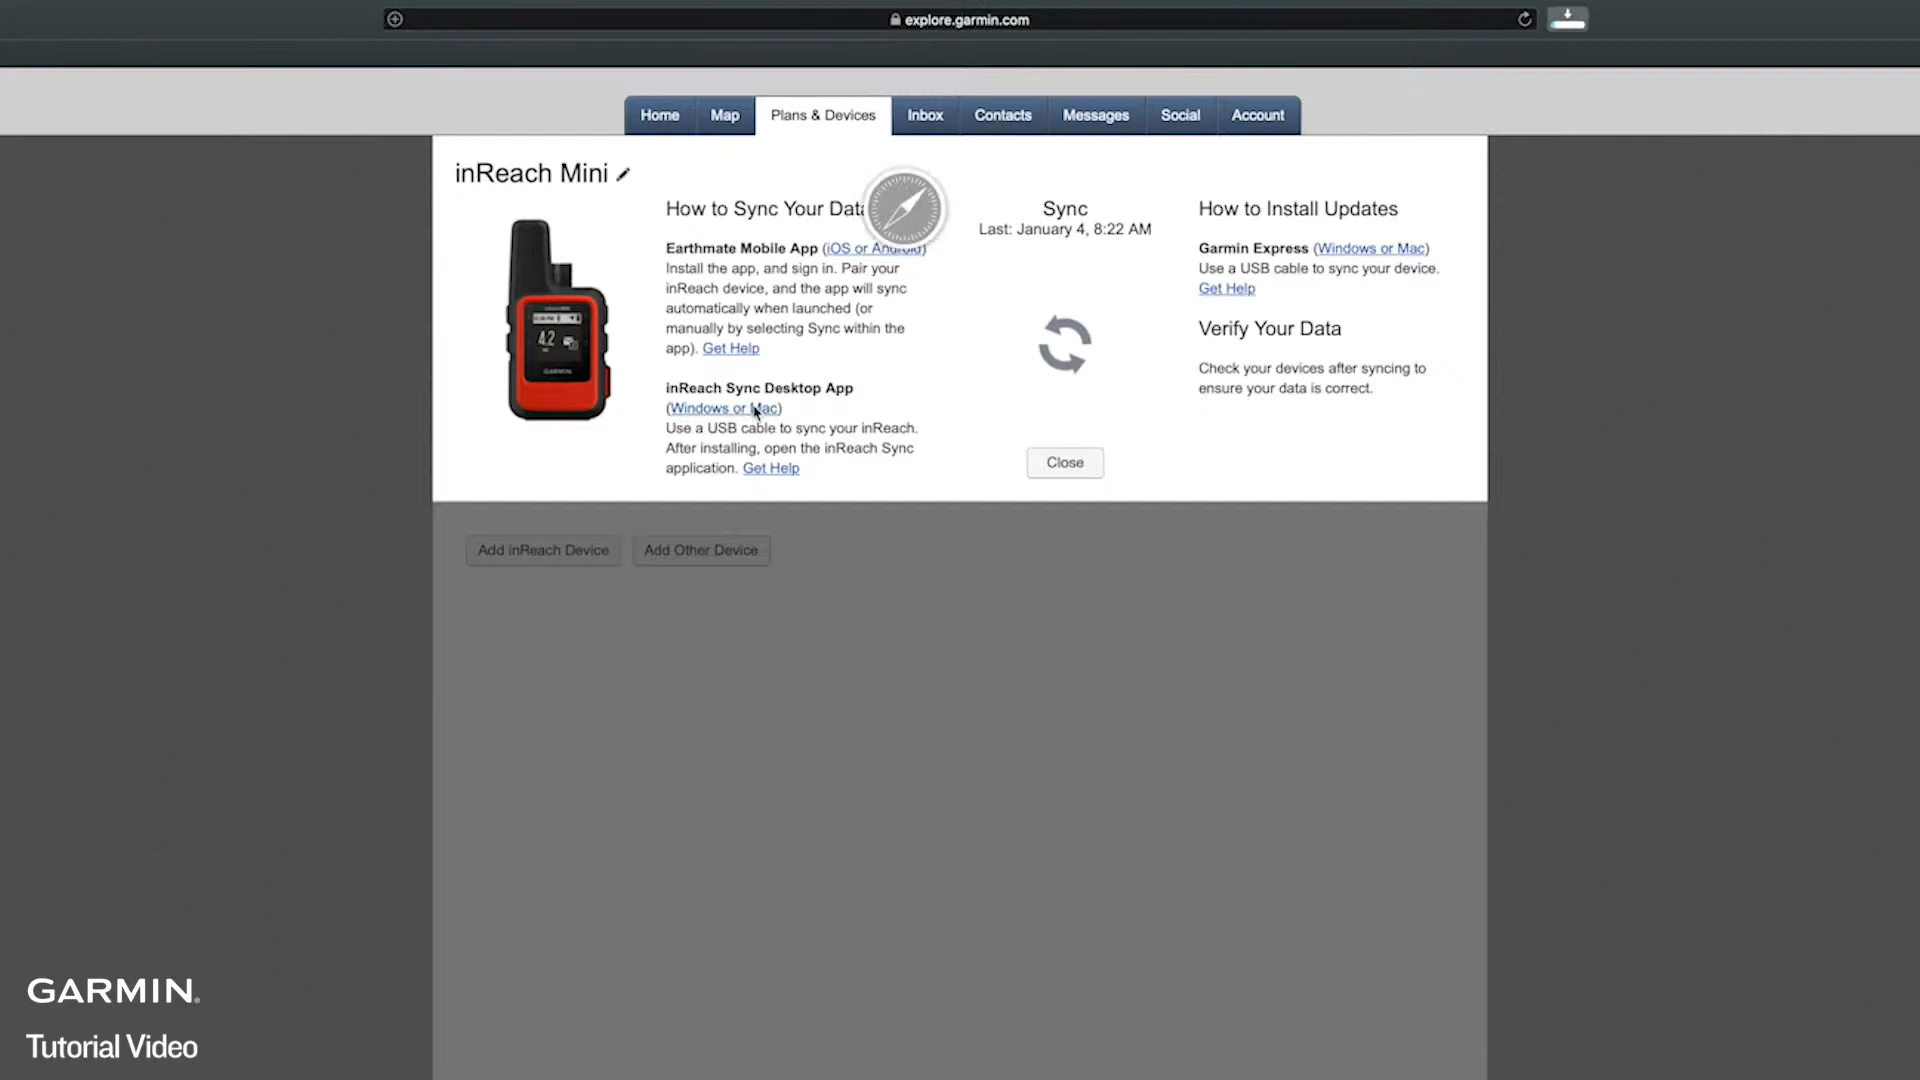 explore.garmin.com
Home Map Plans & Devices Inbox Contacts Messages Social Account
inReach Mini
How to Sync Your Data
Earthmate Mobile App (iOS or Android)
Install the app, and sign in. Pair your
inReach device, and the app will sync
automatically when launched (or
manually by selecting Sync within the
app). Get Help
inReach Sync Desktop App
(Windows or Mac)
Use a USB cable to sync your inReach.
After installing, open the inReach Sync
application. Get Help
Sync
Last: January 4, 8:22 AM
Close
How to Install Updates
Garmin Express (Windows or Mac)
Use a USB cable to sync your device.
Get Help
Verify Your Data
Check your devices after syncing to
ensure your data is correct.
4.2
GARMIN
Add inReach Device
Add Other Device
GARMIN®
Tutorial Video